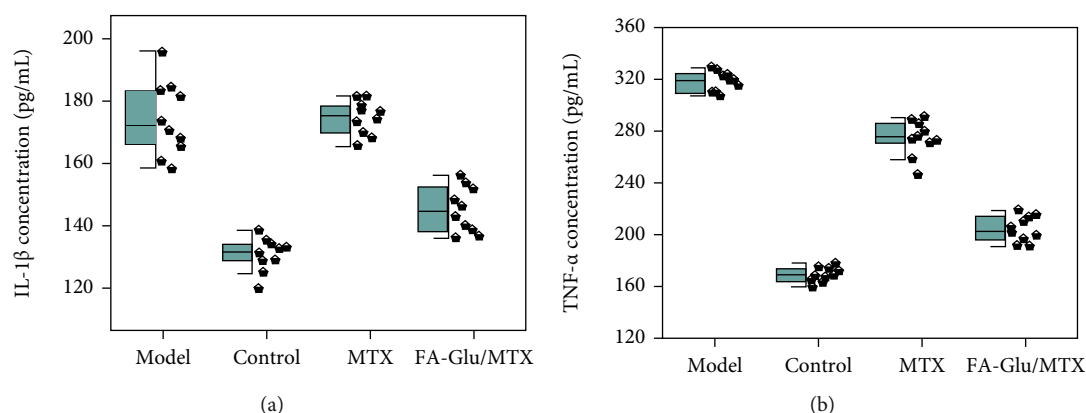 IL-1β concentration (pg/mL)
200
180
160
140
120
Model Control MTX FA-Glu/MTX
(a)
TNF-α concentration (pg/mL)
360
320
280
240
200
160
120
Model Control MTX FA-Glu/MTX
(b)